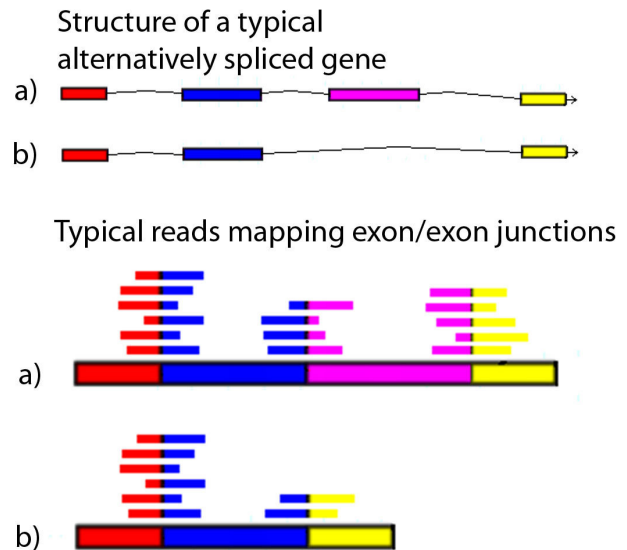 Structure of a typical
alternatively spliced gene
a)
b)
Typical reads mapping exon/exon junctions
a)
b)